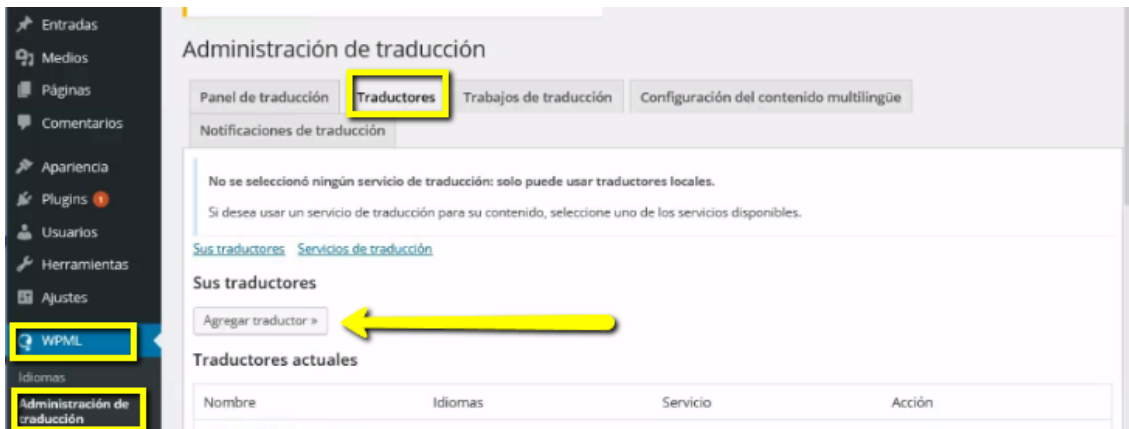 Entradas
Medios
Páginas
Comentarios
Apariencia
Plugins 1
Usuarios
Herramientas
Ajustes
WPML
Idiomas
Administración de
traducción
Administración de traducción
Panel de traducción Traductores Trabajos de traducción Configuración del contenido multilingüe
Notificaciones de traducción
No se seleccionó ningún servicio de traducción: solo puede usar traductores locales.
Si desea usar un servicio de traducción para su contenido, seleccione uno de los servicios disponibles.
Sus traductores Servicios de traducción
Sus traductores
Agregar traductor »
Traductores actuales
Nombre Idiomas Servicio Acción